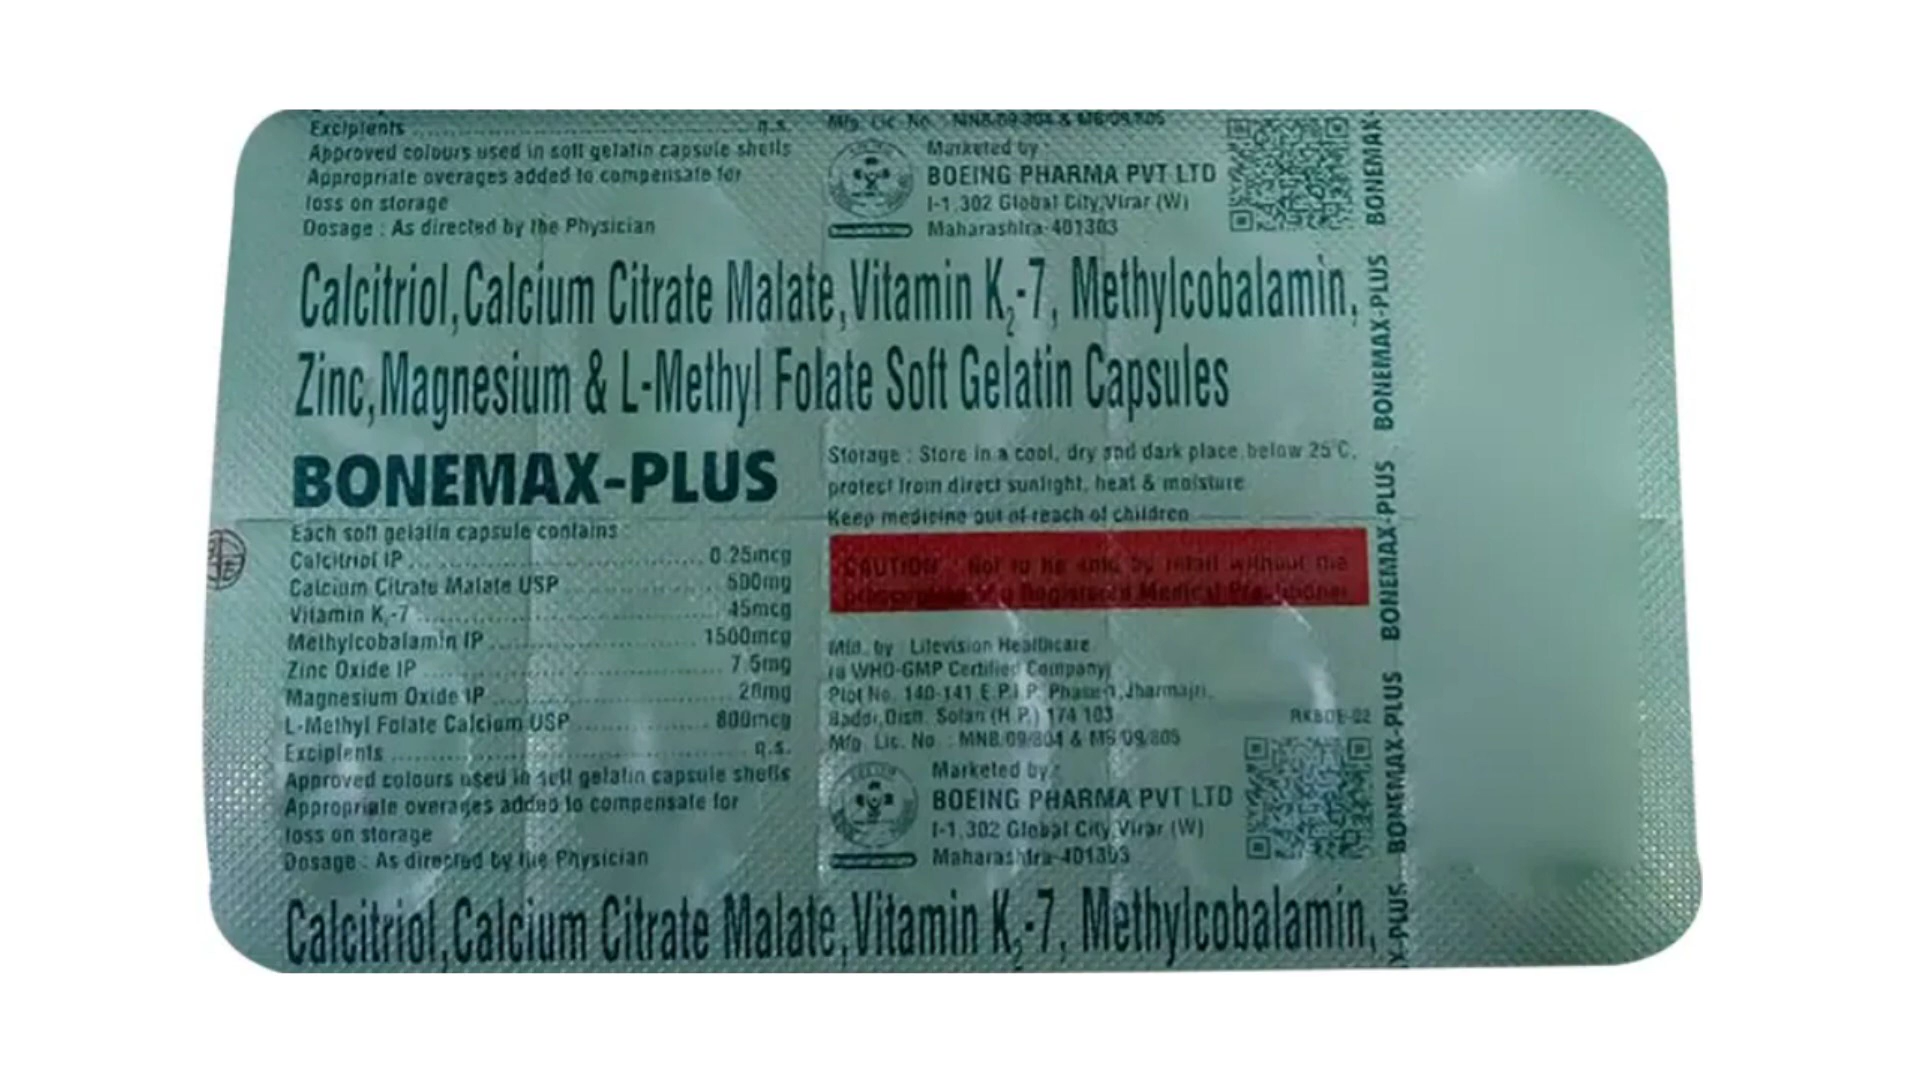 Excipients ........ q.s.
Approved colours used in soft gelatin capsule shells
Appropriate overages added to compensate for
loss on storage
Dosage : As directed by the Physician
Mfg. Lic. No. : MNB/09/804 & MB/09/805
Marketed by :
BOEING PHARMA PVT LTD
I-1,302 Global City,Virar (W)
Maharashtra-401303
Calcitriol,Calcium Citrate Malate,Vitamin K2-7, Methylcobalamin,
Zinc,Magnesium & L-Methyl Folate Soft Gelatin Capsules
BONEMAX-PLUS
Each soft gelatin capsule contains :
Calcitriol IP ........ 0.25mcg
Calcium Citrate Malate USP ........ 500mg
Vitamin K2-7 ........ 45mcg
Methylcobalamin IP ........ 1500mcg
Zinc Oxide IP ........ 7.5mg
Magnesium Oxide IP ........ 20mg
L-Methyl Folate Calcium USP ........ 800mcg
Excipients ........ q.s.
Approved colours used in soft gelatin capsule shells
Appropriate overages added to compensate for
loss on storage
Dosage : As directed by the Physician
Storage : Store in a cool, dry and dark place, below 25°C,
protect from direct sunlight, heat & moisture
Keep medicine out of reach of children
CAUTION : Not to be sold by retail without the
prescription of a Registered Medical Practitioner
Mfd. by : Lifevision Healthcare
(a WHO-GMP Certified Company)
Plot No. 140-141 E.P.I.P. Phase-1, Jharmajri,
Baddi, Distt. Solan (H.P.) 174 103
Mfg. Lic. No. : MNB/09/804 & MB/09/805
RKBOE-02
Marketed by :
BOEING PHARMA PVT LTD
I-1,302 Global City,Virar (W)
Maharashtra-401303
Calcitriol,Calcium Citrate Malate,Vitamin K2-7, Methylcobalamin,
BONEMAX-
BONEMAX-PLUS
BONEMAX-PLUS
BONEMAX-PLUS
X-PLUS